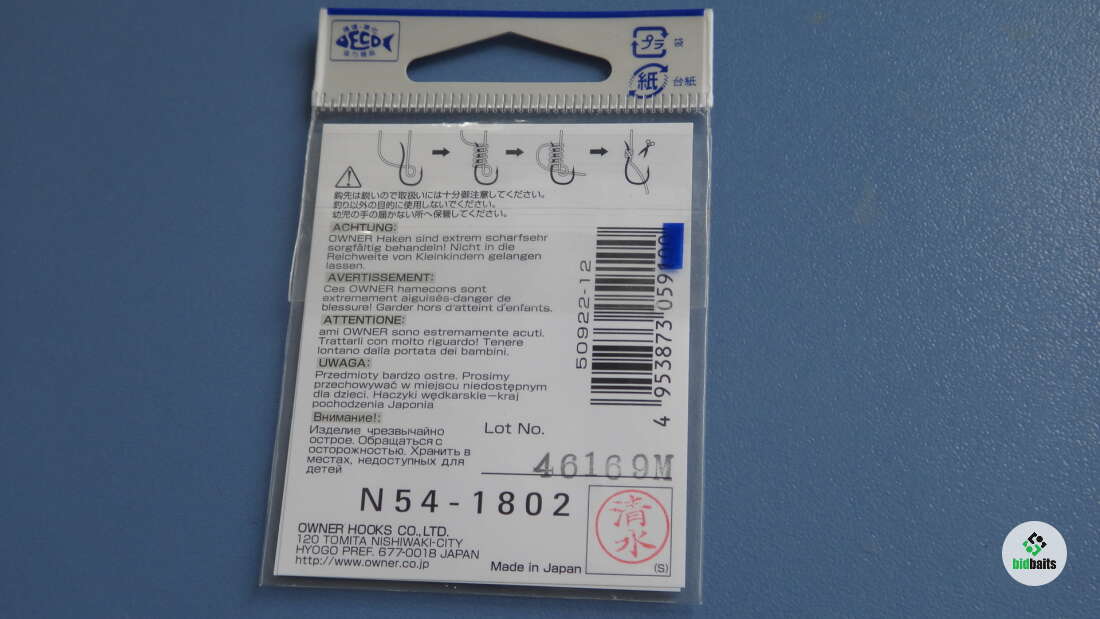 ECO
協力商品
プラ
袋
紙
台紙
鈎先は鋭いので取扱いには十分御注意してください。
釣り以外の目的に使用しないでください。
幼児の手の届かない所へ保管してください。
ACHTUNG:
OWNER Haken sind extrem scharfsehr
sorgfältig behandeln! Nicht in die
Reichweite von Kleinkindern gelangen
lassen.
AVERTISSEMENT:
Ces OWNER hamecons sont
extremement aiguisés-danger de
blessure! Garder hors d'atteint d'enfants.
ATTENTIONE:
ami OWNER sono estremamente acuti.
Trattarli con molto riguardo! Tenere
lontano dalla portata dei bambini.
UWAGA:
Przedmioty bardzo ostre. Prosimy
przechowywać w miejscu niedostępnym
dla dzieci. Haczyki wędkarskie—kraj
pochodzenia Japonia
Внимание!:
Изделие чрезвычайно
острое. Обращаться с
осторожностью. Хранить в
местах, недоступных для
детей
50922-12
4 953873 059100
Lot No.
46169M
N54-1802
OWNER HOOKS CO.,LTD.
120 TOMITA NISHIWAKI-CITY
HYOGO PREF. 677-0018 JAPAN
http://www.owner.co.jp
Made in Japan
清水
(S)
bidbaits